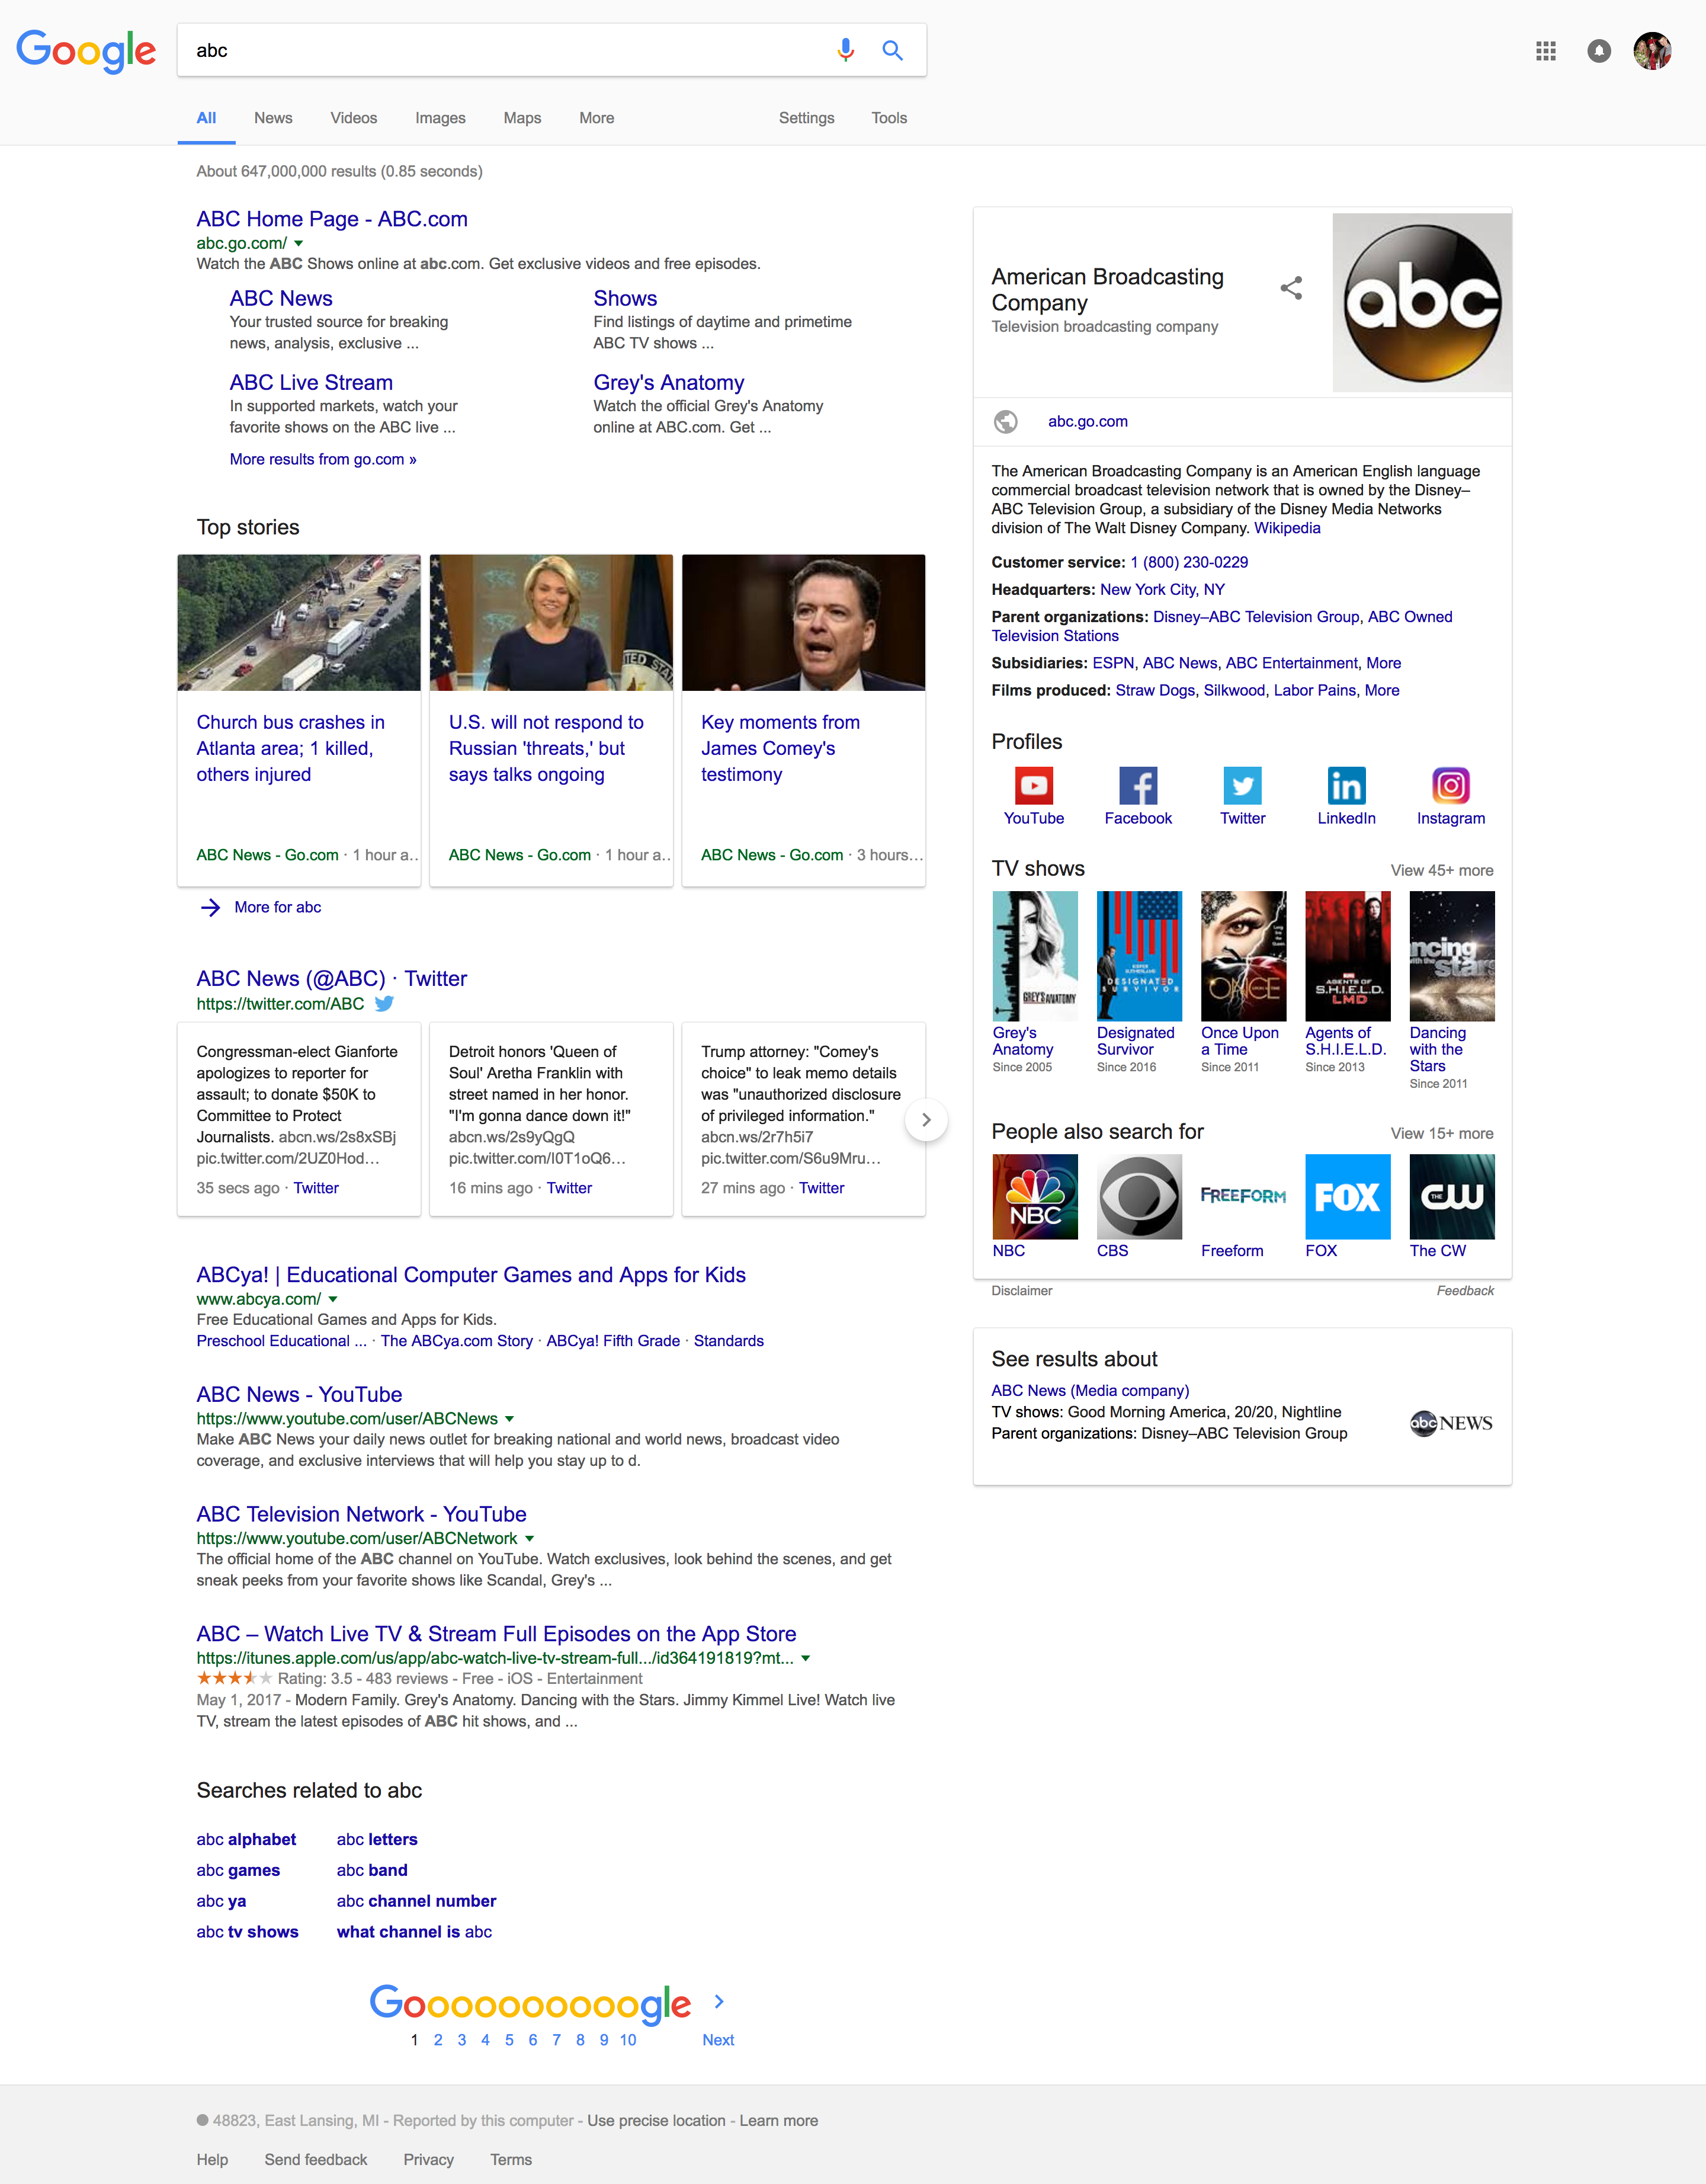 Google
abc
All News Videos Images Maps More Settings Tools
About 647,000,000 results (0.85 seconds)
ABC Home Page - ABC.com
abc.go.com/
Watch the ABC Shows online at abc.com. Get exclusive videos and free episodes.
ABC News
Your trusted source for breaking
news, analysis, exclusive ...
Shows
Find listings of daytime and primetime
ABC TV shows ...
ABC Live Stream
In supported markets, watch your
favorite shows on the ABC live ...
Grey's Anatomy
Watch the official Grey's Anatomy
online at ABC.com. Get ...
More results from go.com »
Top stories
Church bus crashes in
Atlanta area; 1 killed,
others injured
ABC News - Go.com · 1 hour a..
U.S. will not respond to
Russian 'threats,' but
says talks ongoing
ABC News - Go.com · 1 hour a..
Key moments from
James Comey's
testimony
ABC News - Go.com · 3 hours...
More for abc
ABC News (@ABC) · Twitter
https://twitter.com/ABC
Congressman-elect Gianforte
apologizes to reporter for
assault; to donate $50K to
Committee to Protect
Journalists. abcn.ws/2s8xSBj
pic.twitter.com/2UZ0Hod...
35 secs ago · Twitter
Detroit honors 'Queen of
Soul' Aretha Franklin with
street named in her honor.
"I'm gonna dance down it!"
abcn.ws/2s9yQgQ
pic.twitter.com/I0T1oQ6...
16 mins ago · Twitter
Trump attorney: "Comey's
choice" to leak memo details
was "unauthorized disclosure
of privileged information."
abcn.ws/2r7h5i7
pic.twitter.com/S6u9Mru...
27 mins ago · Twitter
ABCya! | Educational Computer Games and Apps for Kids
www.abcya.com/
Free Educational Games and Apps for Kids.
Preschool Educational ... · The ABCya.com Story · ABCya! Fifth Grade · Standards
ABC News - YouTube
https://www.youtube.com/user/ABCNews
Make ABC News your daily news outlet for breaking national and world news, broadcast video
coverage, and exclusive interviews that will help you stay up to d.
ABC Television Network - YouTube
https://www.youtube.com/user/ABCNetwork
The official home of the ABC channel on YouTube. Watch exclusives, look behind the scenes, and get
sneak peeks from your favorite shows like Scandal, Grey's ...
ABC – Watch Live TV & Stream Full Episodes on the App Store
https://itunes.apple.com/us/app/abc-watch-live-tv-stream-full.../id364191819?mt...
Rating: 3.5 - 483 reviews - Free - iOS - Entertainment
May 1, 2017 - Modern Family. Grey's Anatomy. Dancing with the Stars. Jimmy Kimmel Live! Watch live
TV, stream the latest episodes of ABC hit shows, and ...
Searches related to abc
abc alphabet
abc letters
abc games
abc band
abc ya
abc channel number
abc tv shows
what channel is abc
Goooooooooogle
1 2 3 4 5 6 7 8 9 10 Next
American Broadcasting
Company
Television broadcasting company
abc
abc.go.com
The American Broadcasting Company is an American English language
commercial broadcast television network that is owned by the Disney–
ABC Television Group, a subsidiary of the Disney Media Networks
division of The Walt Disney Company. Wikipedia
Customer service: 1 (800) 230-0229
Headquarters: New York City, NY
Parent organizations: Disney–ABC Television Group, ABC Owned
Television Stations
Subsidiaries: ESPN, ABC News, ABC Entertainment, More
Films produced: Straw Dogs, Silkwood, Labor Pains, More
Profiles
YouTube Facebook Twitter LinkedIn Instagram
TV shows View 45+ more
GREY'S ANATOMY
DESIGNATED
SURVIVOR
ONCE
AGENTS OF
S.H.I.E.L.D.
LMD
ncing
with the
stars
Grey's
Anatomy
Since 2005
Designated
Survivor
Since 2016
Once Upon
a Time
Since 2011
Agents of
S.H.I.E.L.D.
Since 2013
Dancing
with the
Stars
Since 2011
People also search for View 15+ more
NBC
FREEFORM
FOX
THE CW
NBC CBS Freeform FOX The CW
Disclaimer Feedback
See results about
ABC News (Media company)
TV shows: Good Morning America, 20/20, Nightline
Parent organizations: Disney–ABC Television Group
abc NEWS
48823, East Lansing, MI - Reported by this computer - Use precise location - Learn more
Help Send feedback Privacy Terms